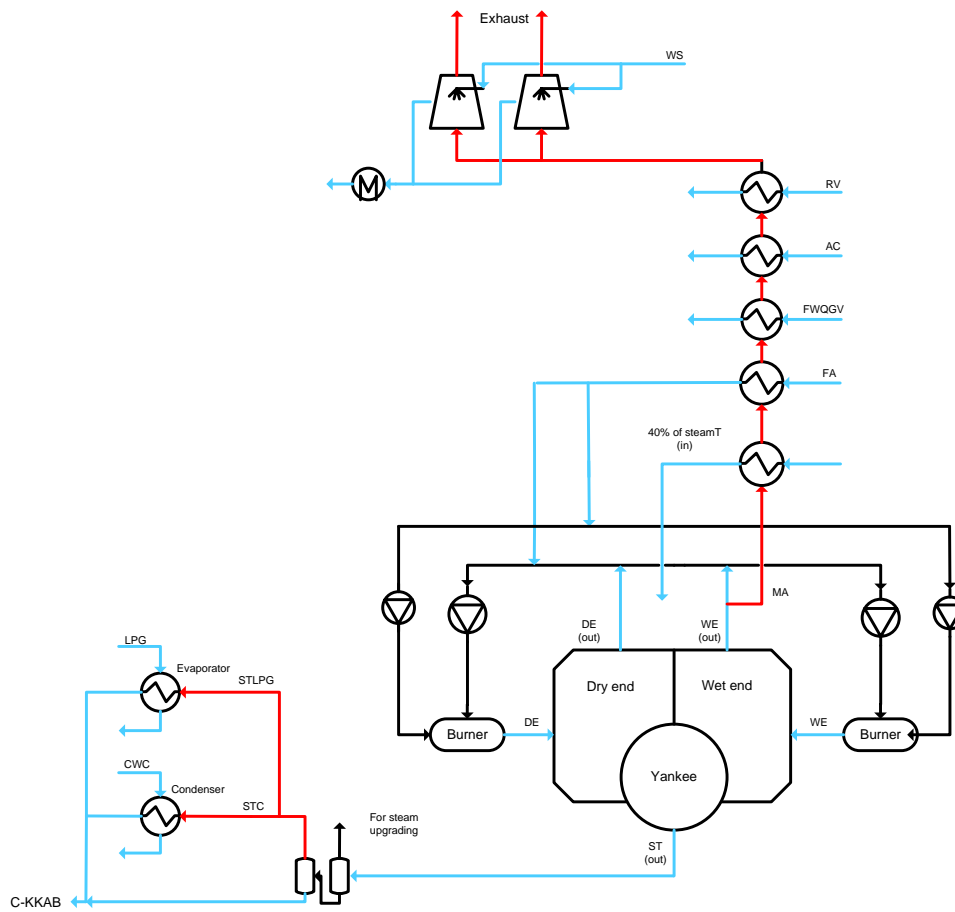 Exhaust
WS
RV
AC
FWQGV
FA
40% of steamT
(in)
MA
DE
(out)
WE
(out)
LPG
Evaporator
STLPG
Dry end
Wet end
Burner
DE
WE
Burner
CWC
Condenser
STC
Yankee
For steam
upgrading
ST
(out)
C-KKAB